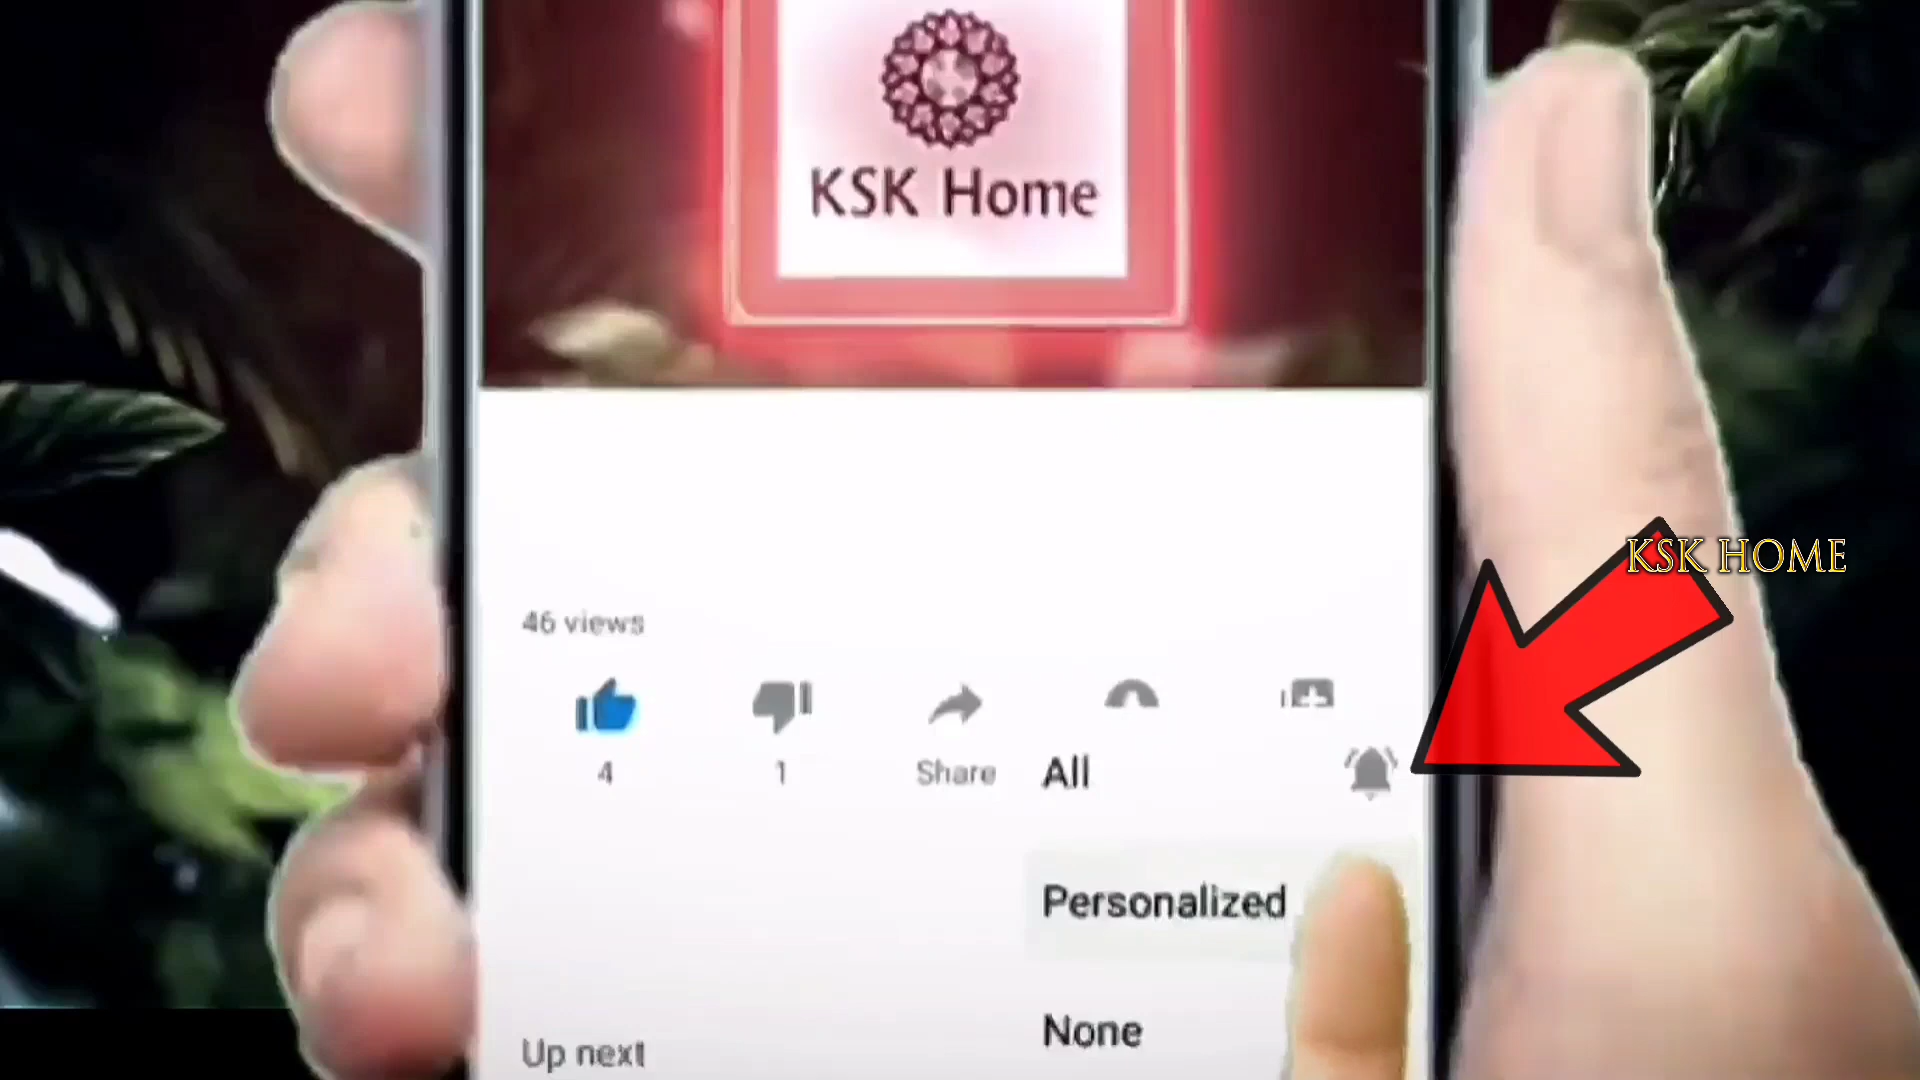 KSK Home
KSK HOME
46 views
4
1
Share
All
Personalized
None
Up next